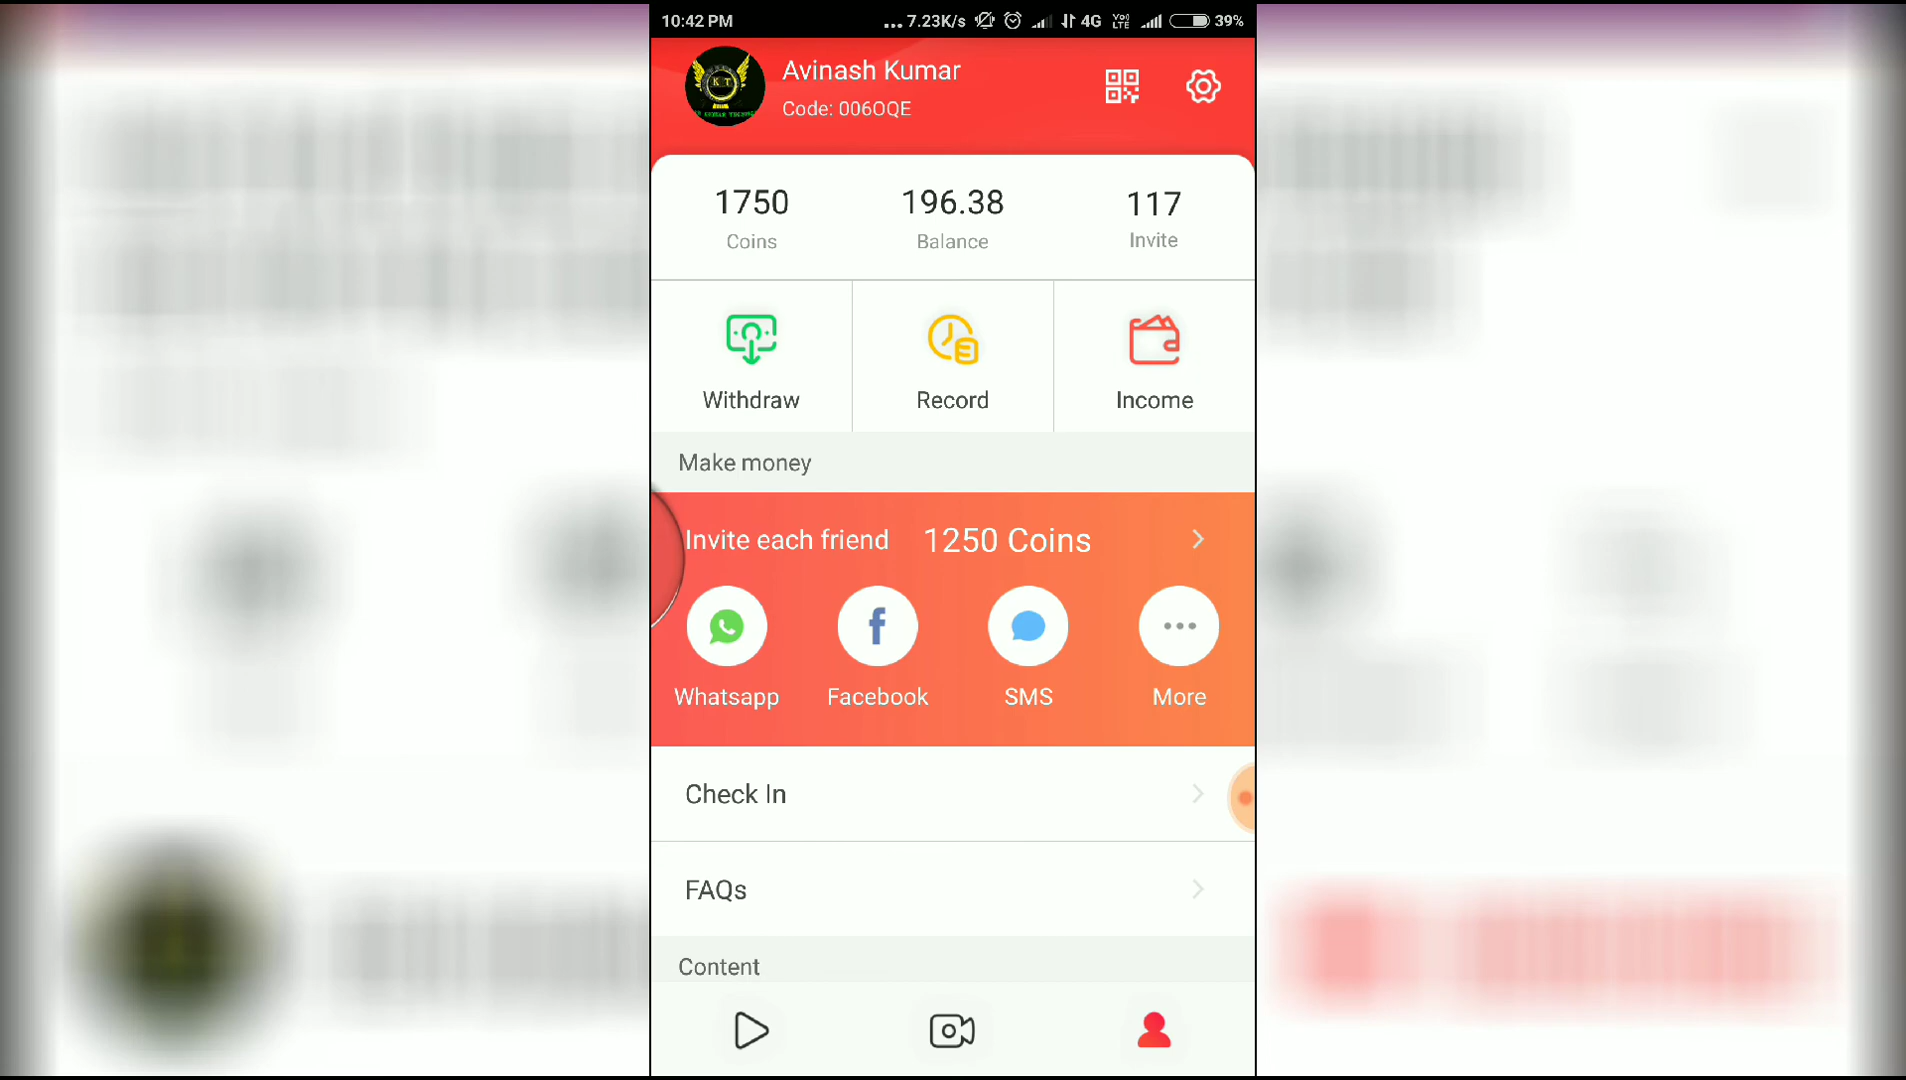 10:42 PM ... 7.23K/s 4G VoLTE 39%
Avinash Kumar
Code: 006OQE
1750 196.38 117
Coins Balance Invite
Withdraw Record Income
Make money
Invite each friend 1250 Coins
Whatsapp Facebook SMS More
Check In
FAQs
Content